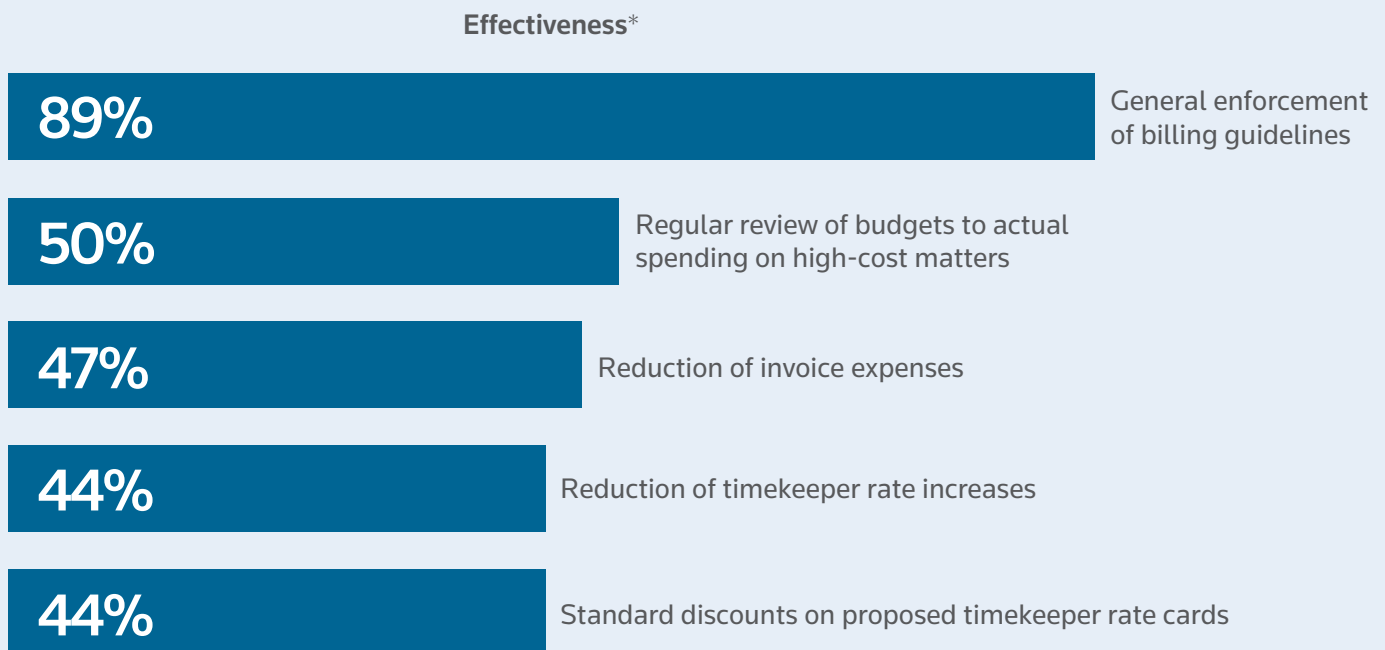 Effectiveness*
89%
General enforcement
of billing guidelines
50%
Regular review of budgets to actual
spending on high-cost matters
47%
Reduction of invoice expenses
44%
Reduction of timekeeper rate increases
44%
Standard discounts on proposed timekeeper rate cards